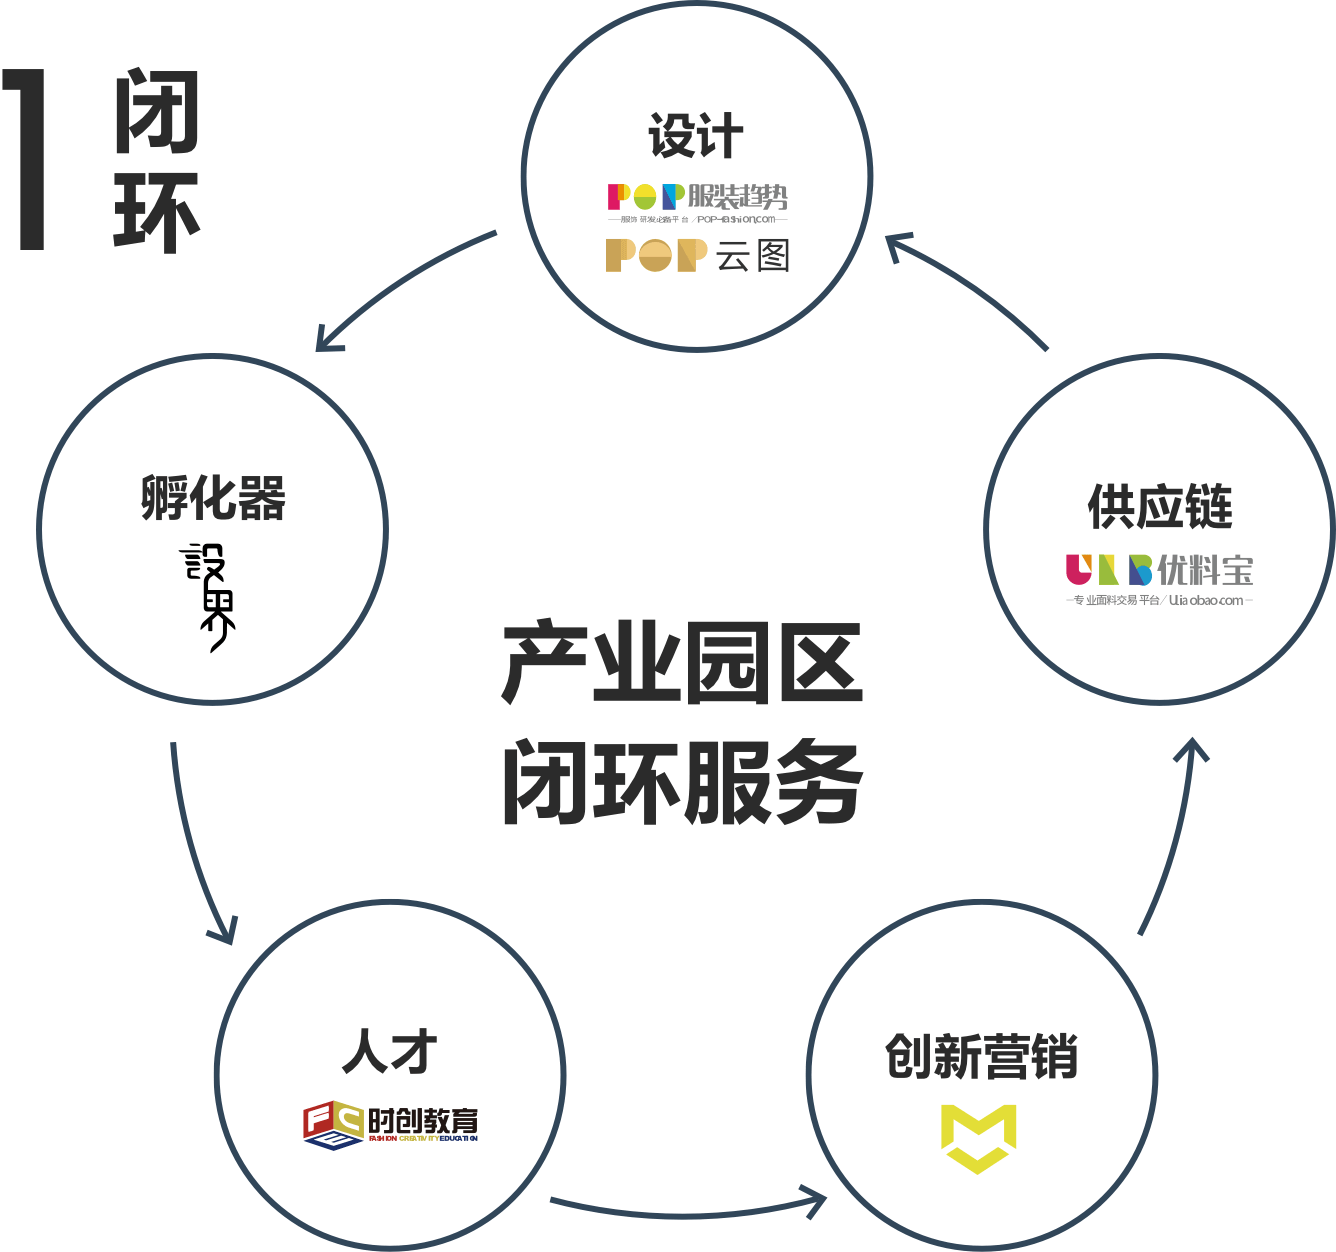 1 闭环
设计
POP服装趋势
服饰研发必备平台／POP-Fashion.com
POP云图
孵化器
設界
供应链
ULB优料宝
专业面料交易平台／Uliaobao.com
产业园区
闭环服务
人才
FCE时创教育
FASHION CREATIVITY EDUCATION
创新营销